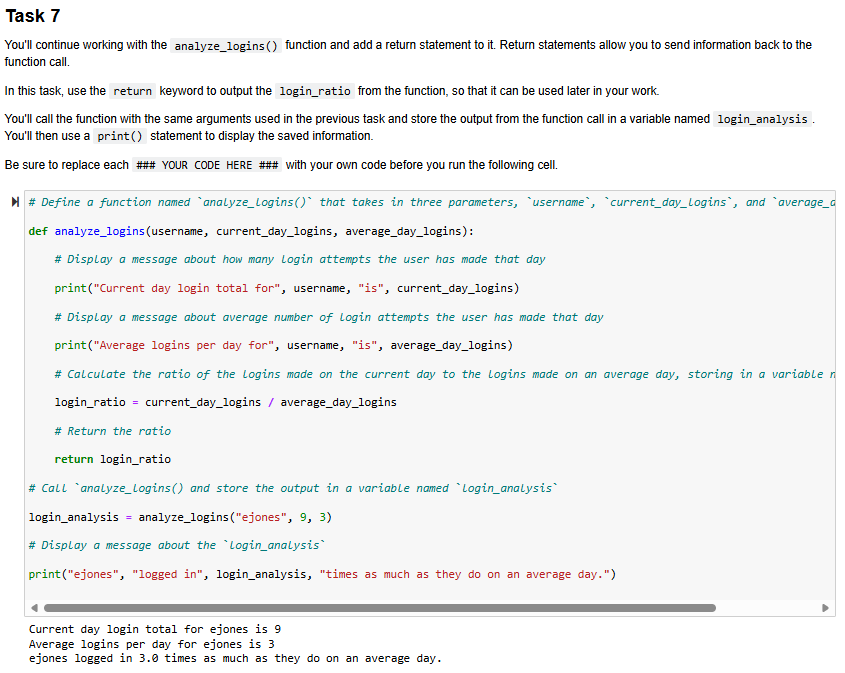 Task 7
You'll continue working with the analyze_logins() function and add a return statement to it. Return statements allow you to send information back to the
function call.
In this task, use the return keyword to output the login_ratio from the function, so that it can be used later in your work.
You'll call the function with the same arguments used in the previous task and store the output from the function call in a variable named login_analysis .
You'll then use a print() statement to display the saved information.
Be sure to replace each ### YOUR CODE HERE ### with your own code before you run the following cell.
# Define a function named `analyze_logins()` that takes in three parameters, `username`, `current_day_logins`, and `average_d
def analyze_logins(username, current_day_logins, average_day_logins):
# Display a message about how many login attempts the user has made that day
print("Current day login total for", username, "is", current_day_logins)
# Display a message about average number of login attempts the user has made that day
print("Average logins per day for", username, "is", average_day_logins)
# Calculate the ratio of the logins made on the current day to the logins made on an average day, storing in a variable n
login_ratio = current_day_logins / average_day_logins
# Return the ratio
return login_ratio
# Call `analyze_logins() and store the output in a variable named `login_analysis`
login_analysis = analyze_logins("ejones", 9, 3)
# Display a message about the `login_analysis`
print("ejones", "logged in", login_analysis, "times as much as they do on an average day.")
Current day login total for ejones is 9
Average logins per day for ejones is 3
ejones logged in 3.0 times as much as they do on an average day.